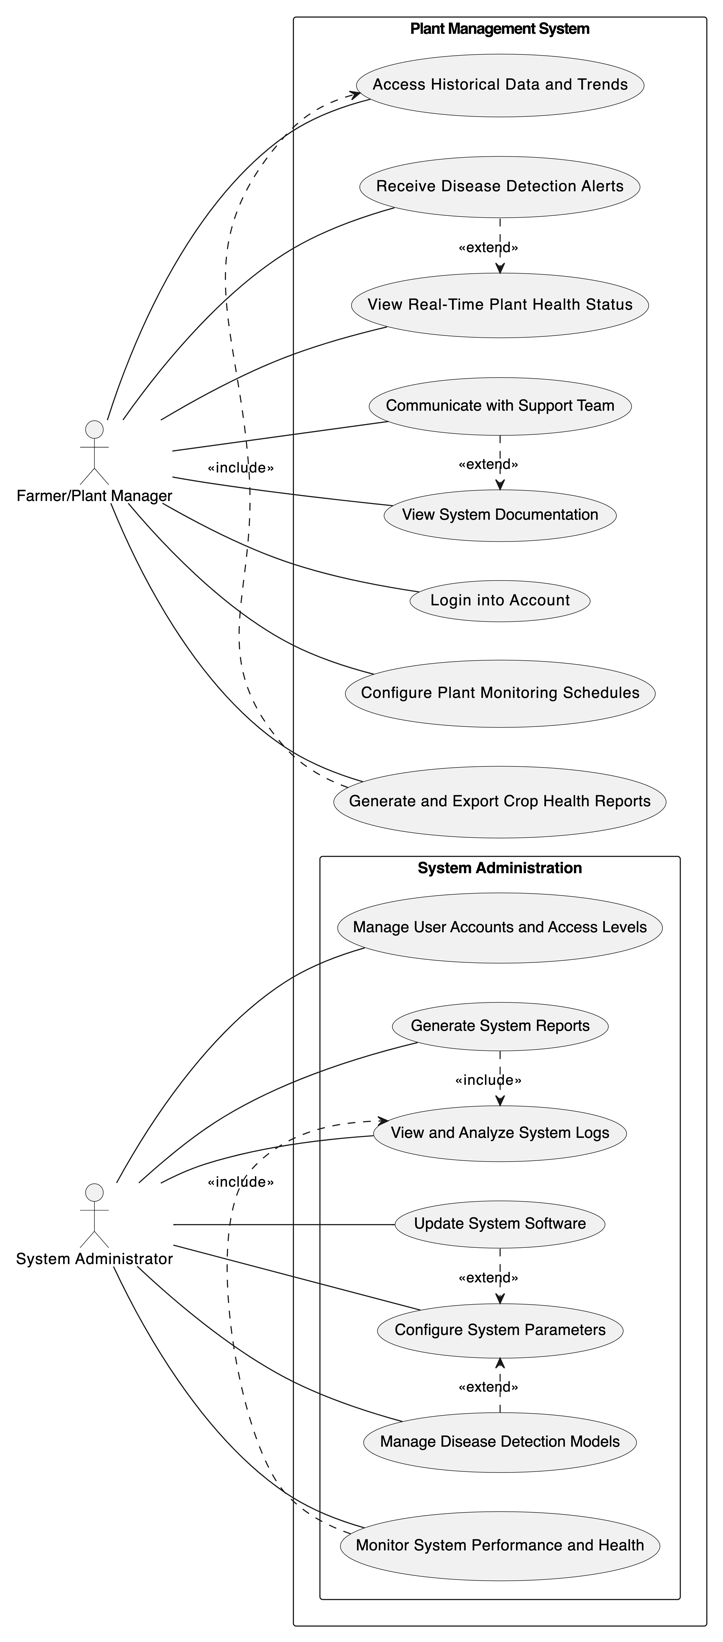 Plant Management System
Access Historical Data and Trends
Receive Disease Detection Alerts
«extend»
View Real-Time Plant Health Status
Communicate with Support Team
«extend»
«include»
Farmer/Plant Manager
View System Documentation
Login into Account
Configure Plant Monitoring Schedules
Generate and Export Crop Health Reports
System Administration
Manage User Accounts and Access Levels
Generate System Reports
«include»
View and Analyze System Logs
«include»
Update System Software
System Administrator
«extend»
Configure System Parameters
«extend»
Manage Disease Detection Models
Monitor System Performance and Health